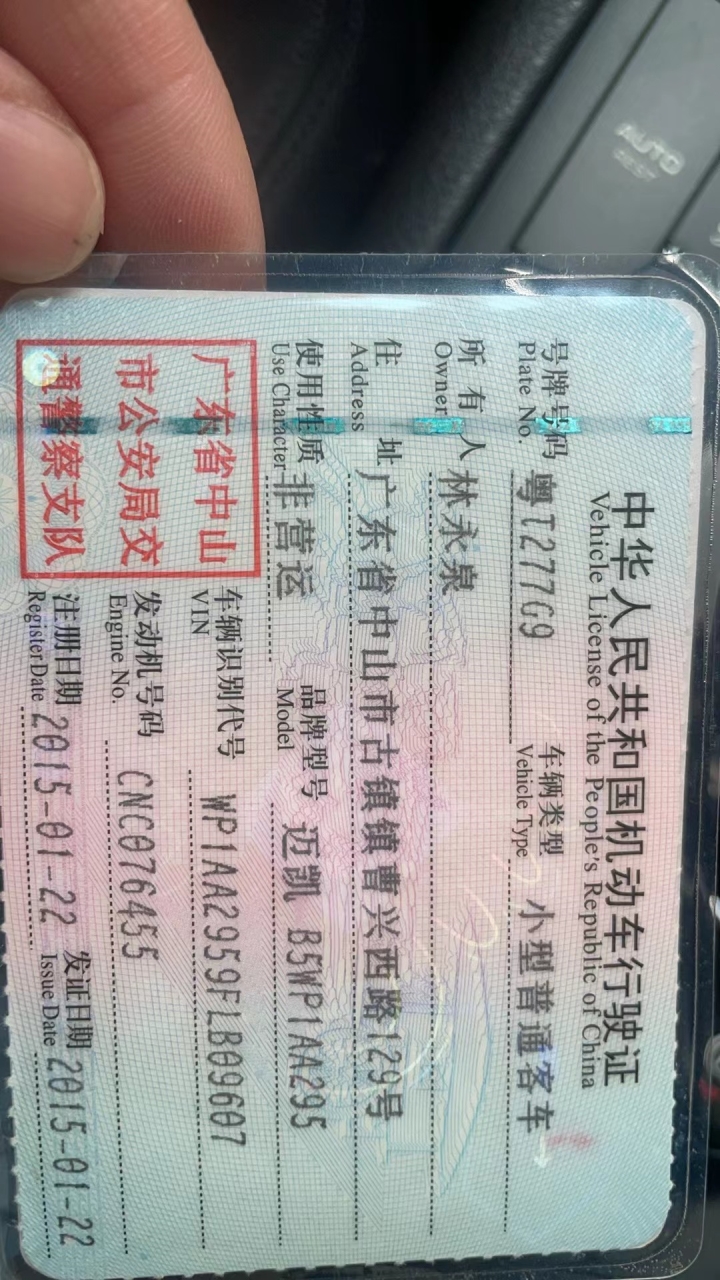 AUTO
中华人民共和国机动车行驶证
Vehicle License of the People's Republic of China
号牌号码 粤T277G9 车辆类型 小型普通客车
Plate No. Vehicle Type
所有人 林永泉
Owner
住址 广东省中山市古镇镇曹兴西路129号
Address
使用性质 非营运 品牌型号 迈凯 B5WP1AA295
Use Character Model
广东省中山
市公安局交
通警察支队
车辆识别代号 WP1AA2959FLB09607
VIN
发动机号码 CNC076455
Engine No.
注册日期 2015-01-22 发证日期 2015-01-22
Register Date Issue Date